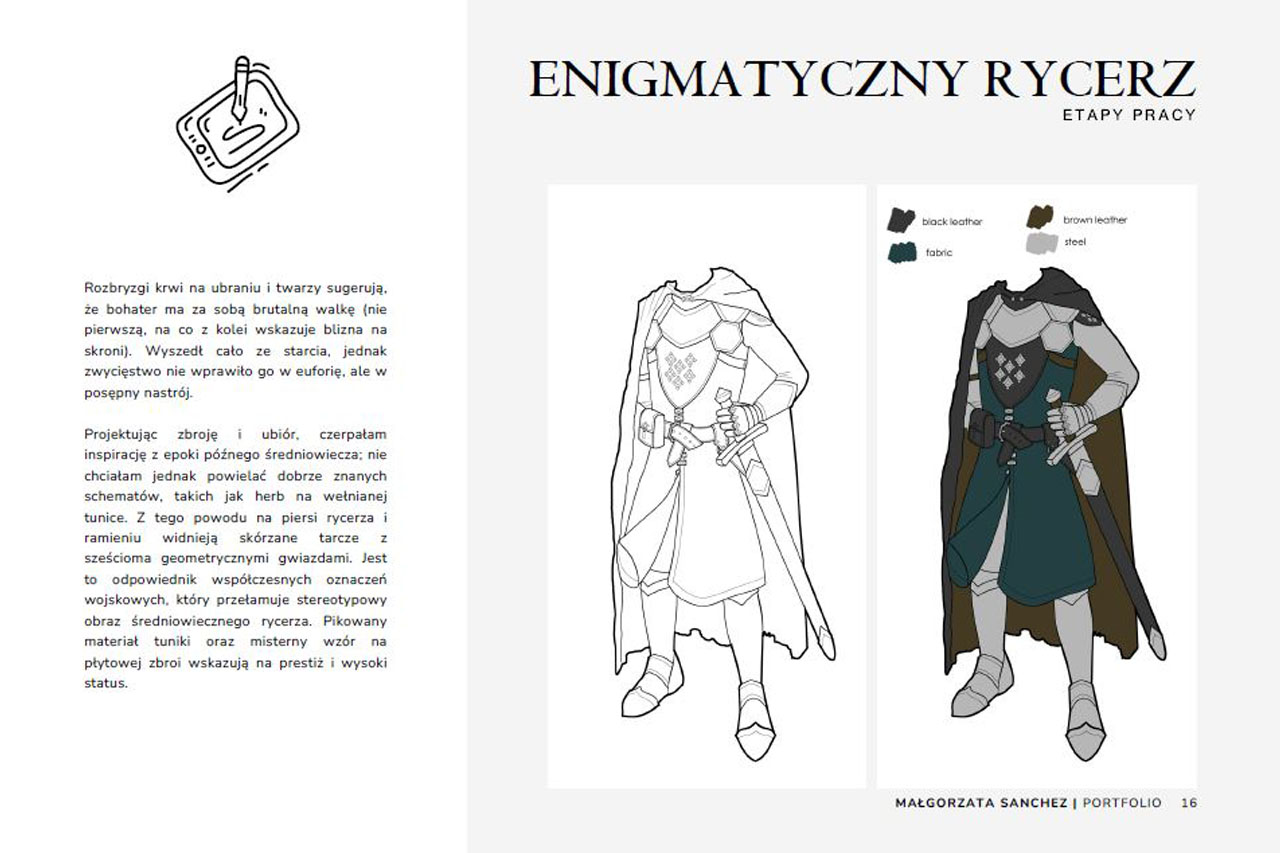 ENIGMATYCZNY RYCERZ
ETAPY PRACY
Rozbryzgi krwi na ubraniu i twarzy sugerują,
że bohater ma za sobą brutalną walkę (nie
pierwszą, na co z kolei wskazuje blizna na
skroni). Wyszedł cało ze starcia, jednak
zwycięstwo nie wprawiło go w euforię, ale w
posępny nastrój.
Projektując zbroję i ubiór, czerpałam
inspirację z epoki późnego średniowiecza; nie
chciałam jednak powielać dobrze znanych
schematów, takich jak herb na wełnianej
tunice. Z tego powodu na piersi rycerza i
ramieniu widnieją skórzane tarcze z
sześcioma geometrycznymi gwiazdami. Jest
to odpowiednik współczesnych oznaczeń
wojskowych, który przełamuje stereotypowy
obraz średniowiecznego rycerza. Pikowany
materiał tuniki oraz misterny wzór na
płytowej zbroi wskazują na prestiż i wysoki
status.
black leather
brown leather
fabric
steel
MAŁGORZATA SANCHEZ | PORTFOLIO 16